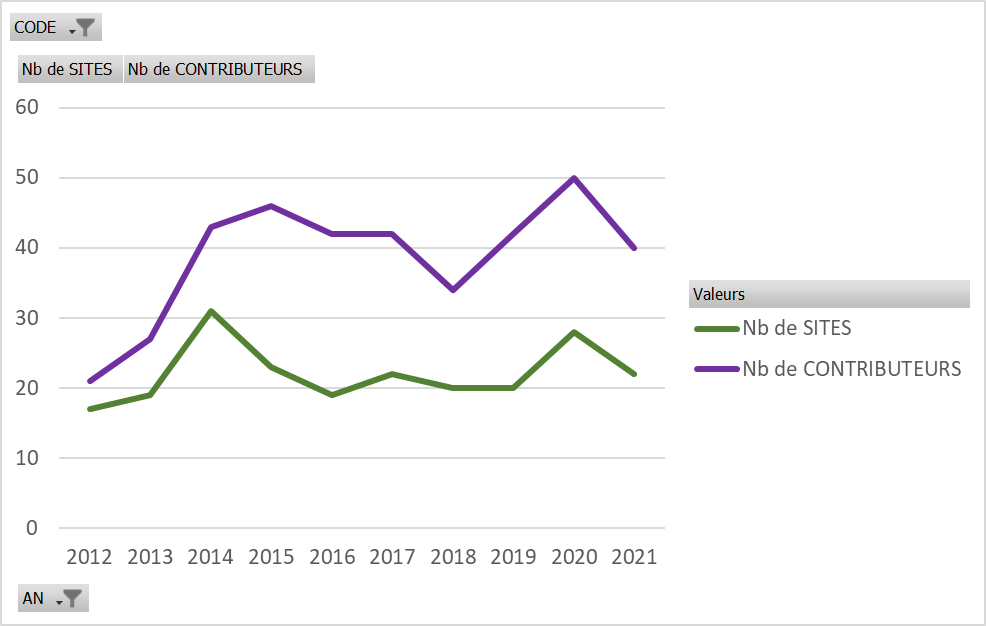 CODE
Nb de SITES Nb de CONTRIBUTEURS
60
50
40
30
20
10
0
2012 2013 2014 2015 2016 2017 2018 2019 2020 2021
Valeurs
Nb de SITES
Nb de CONTRIBUTEURS
AN